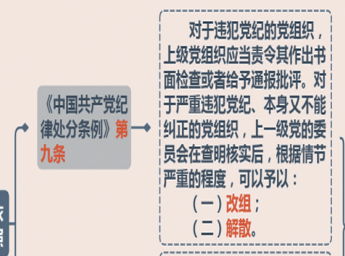 《中国共产党纪
律处分条例》第
九条
对于违犯党纪的党组织，
上级党组织应当责令其作出书
面检查或者给予通报批评。对
于严重违犯党纪、本身又不能
纠正的党组织，上一级党的委
员会在查明核实后，根据情节
严重的程度，可以予以：
（一）改组；
（二）解散。